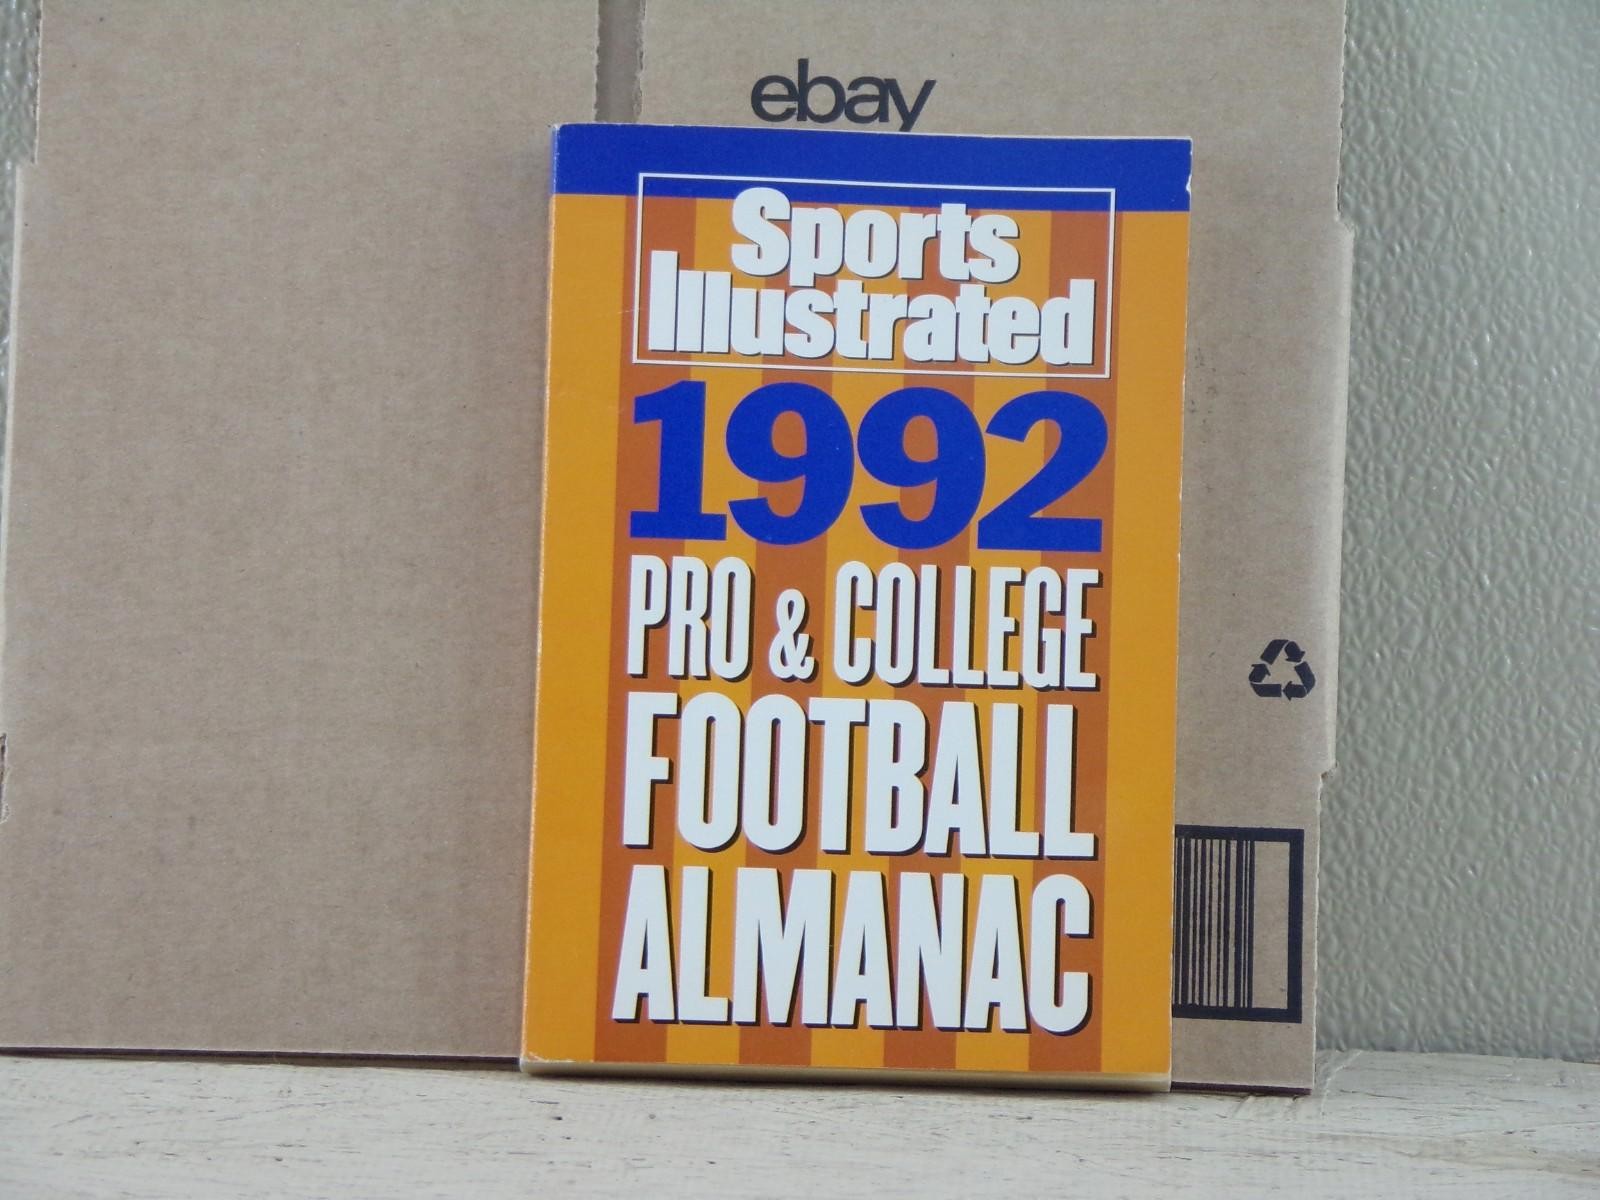 ebay
Sports
Illustrated
1992
PRO & COLLEGE
FOOTBALL
ALMANAC